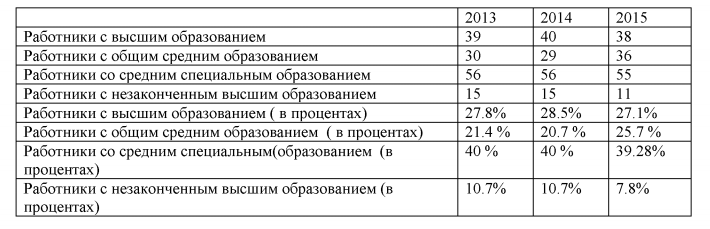 2013 2014 2015
Работники с высшим образованием 39 40 38
Работники с общим средним образованием 30 29 36
Работники со средним специальным образованием 56 56 55
Работники с незаконченным высшим образованием 15 15 11
Работники с высшим образованием ( в процентах) 27.8% 28.5% 27.1%
Работники с общим средним образованием ( в процентах) 21.4 % 20.7 % 25.7 %
Работники со средним специальным(образованием (в 40 % 40 % 39.28%
процентах)
Работники с незаконченным высшим образованием (в 10.7% 10.7% 7.8%
процентах)